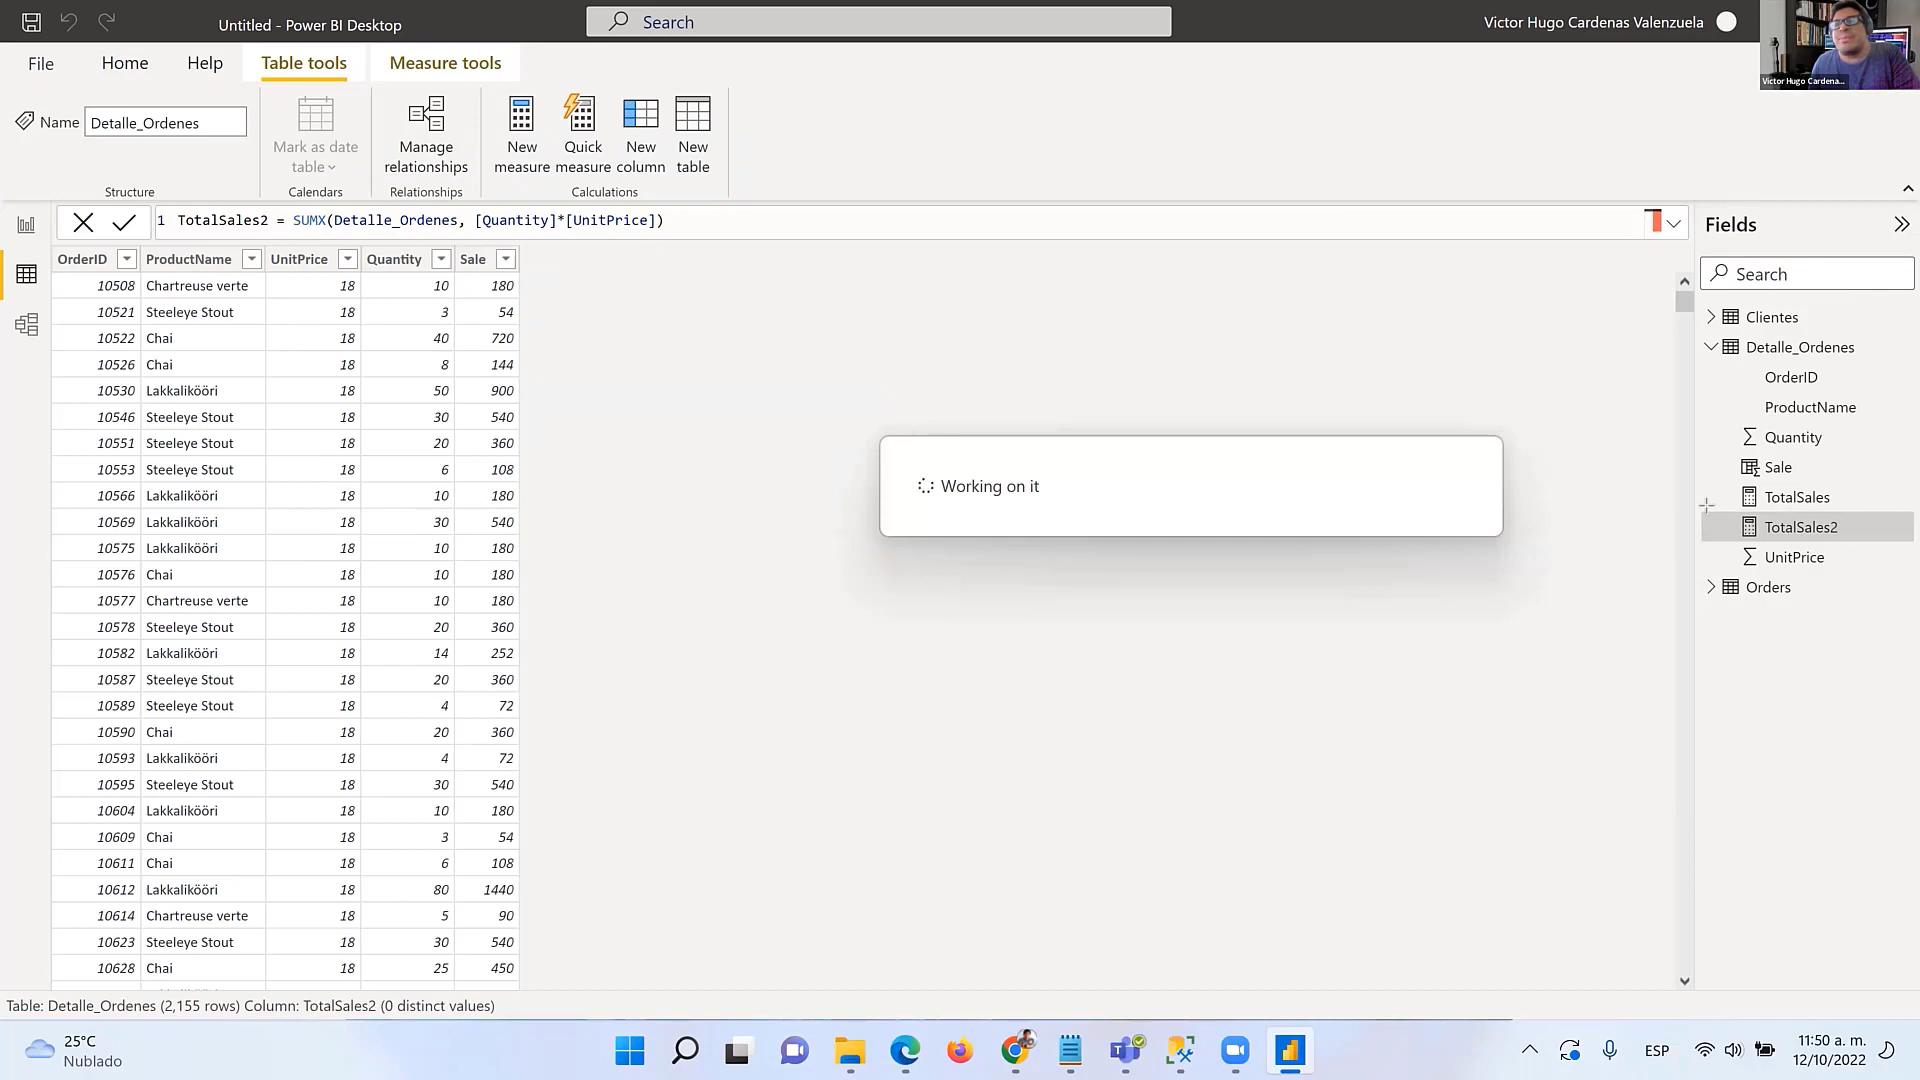 Untitled - Power BI Desktop
Search
Victor Hugo Cardenas Valenzuela
Victor Hugo Cardena...
File
Home
Help
Table tools
Measure tools
Name
Detalle_Ordenes
Mark as date table
Manage relationships
New measure
Quick measure
New column
New table
Structure
Calendars
Relationships
Calculations
1 TotalSales2 = SUMX(Detalle_Ordenes, [Quantity]*[UnitPrice])
OrderID ProductName UnitPrice Quantity Sale
10508 Chartreuse verte 18 10 180
10521 Steeleye Stout 18 3 54
10522 Chai 18 40 720
10526 Chai 18 8 144
10530 Lakkalikööri 18 50 900
10546 Steeleye Stout 18 30 540
10551 Steeleye Stout 18 20 360
10553 Steeleye Stout 18 6 108
10566 Lakkalikööri 18 10 180
10569 Lakkalikööri 18 30 540
10575 Lakkalikööri 18 10 180
10576 Chai 18 10 180
10577 Chartreuse verte 18 10 180
10578 Steeleye Stout 18 20 360
10582 Lakkalikööri 18 14 252
10587 Steeleye Stout 18 20 360
10589 Steeleye Stout 18 4 72
10590 Chai 18 20 360
10593 Lakkalikööri 18 4 72
10595 Steeleye Stout 18 30 540
10604 Lakkalikööri 18 10 180
10609 Chai 18 3 54
10611 Chai 18 6 108
10612 Lakkalikööri 18 80 1440
10614 Chartreuse verte 18 5 90
10623 Steeleye Stout 18 30 540
10628 Chai 18 25 450
Working on it
Fields
Search
Clientes
Detalle_Ordenes
OrderID
ProductName
Quantity
Sale
TotalSales
TotalSales2
UnitPrice
Orders
Table: Detalle_Ordenes (2,155 rows) Column: TotalSales2 (0 distinct values)
25°C
Nublado
ESP
11:50 a. m.
12/10/2022